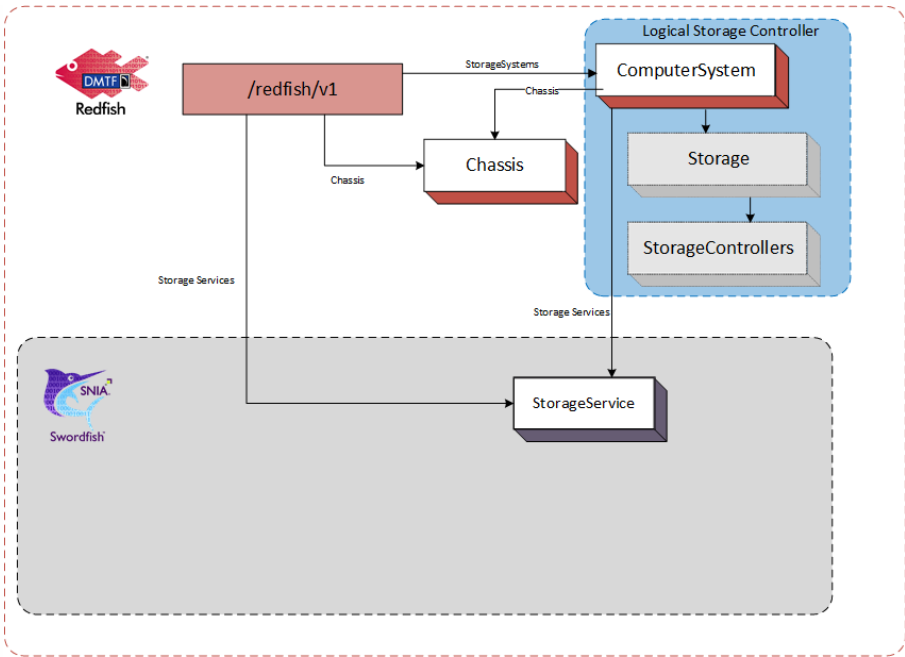 Logical Storage Controller
DMTF
Redfish
/redfish/v1
StorageSystems
ComputerSystem
Chassis
Chassis
Chassis
Storage
StorageControllers
Storage Services
Storage Services
SNIA
Swordfish
StorageService